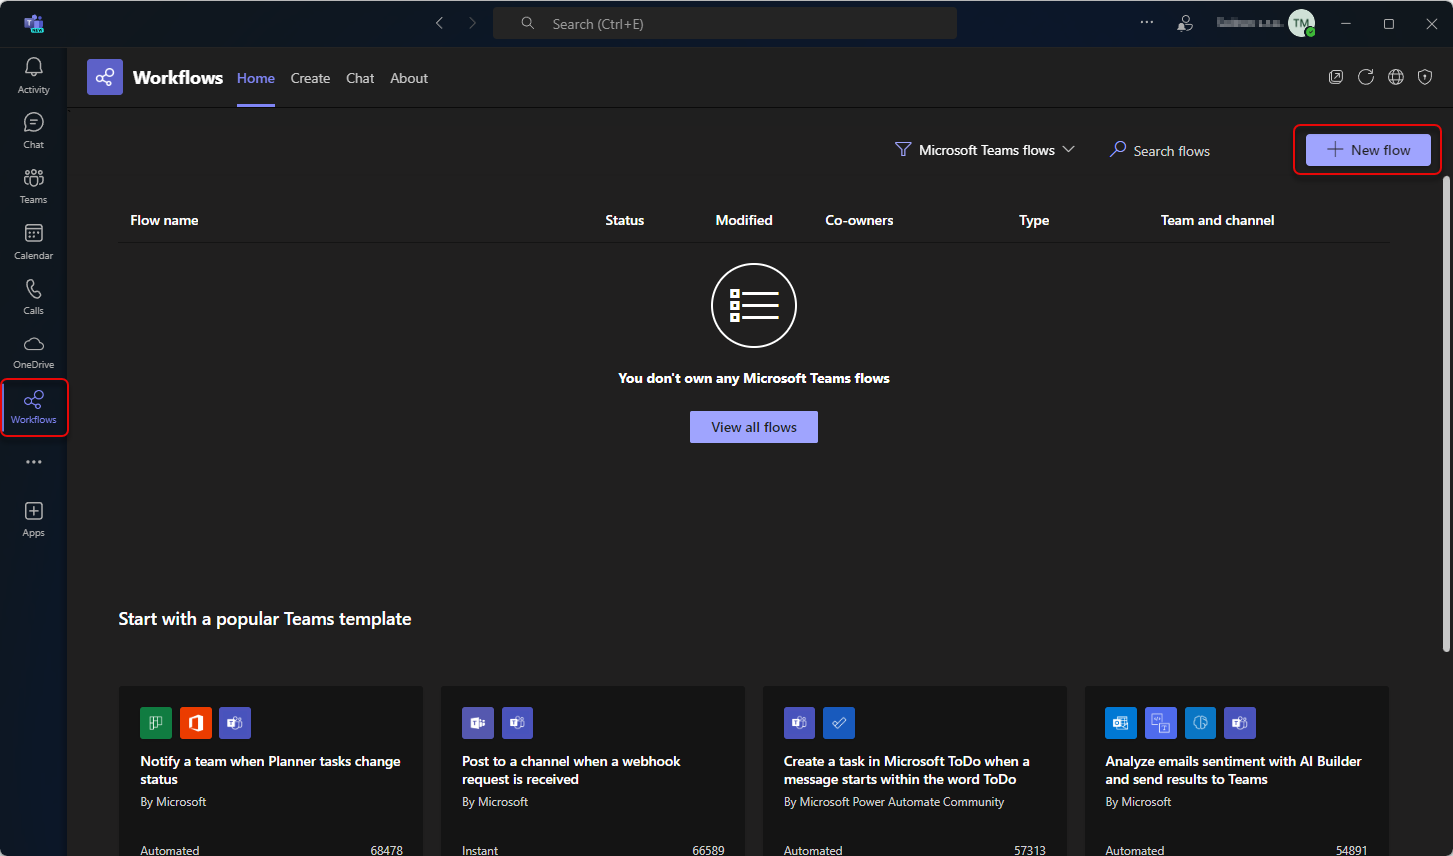 Search (Ctrl+E)
TM
Activity
Chat
Teams
Calendar
Calls
OneDrive
Workflows
Apps
Workflows Home Create Chat About
Microsoft Teams flows
Search flows
New flow
Flow name Status Modified Co-owners Type Team and channel
You don't own any Microsoft Teams flows
View all flows
Start with a popular Teams template
Notify a team when Planner tasks change
status
By Microsoft
Automated 68478
Post to a channel when a webhook
request is received
By Microsoft
Instant 66589
Create a task in Microsoft ToDo when a
message starts within the word ToDo
By Microsoft Power Automate Community
Automated 57313
Analyze emails sentiment with AI Builder
and send results to Teams
By Microsoft
Automated 54891